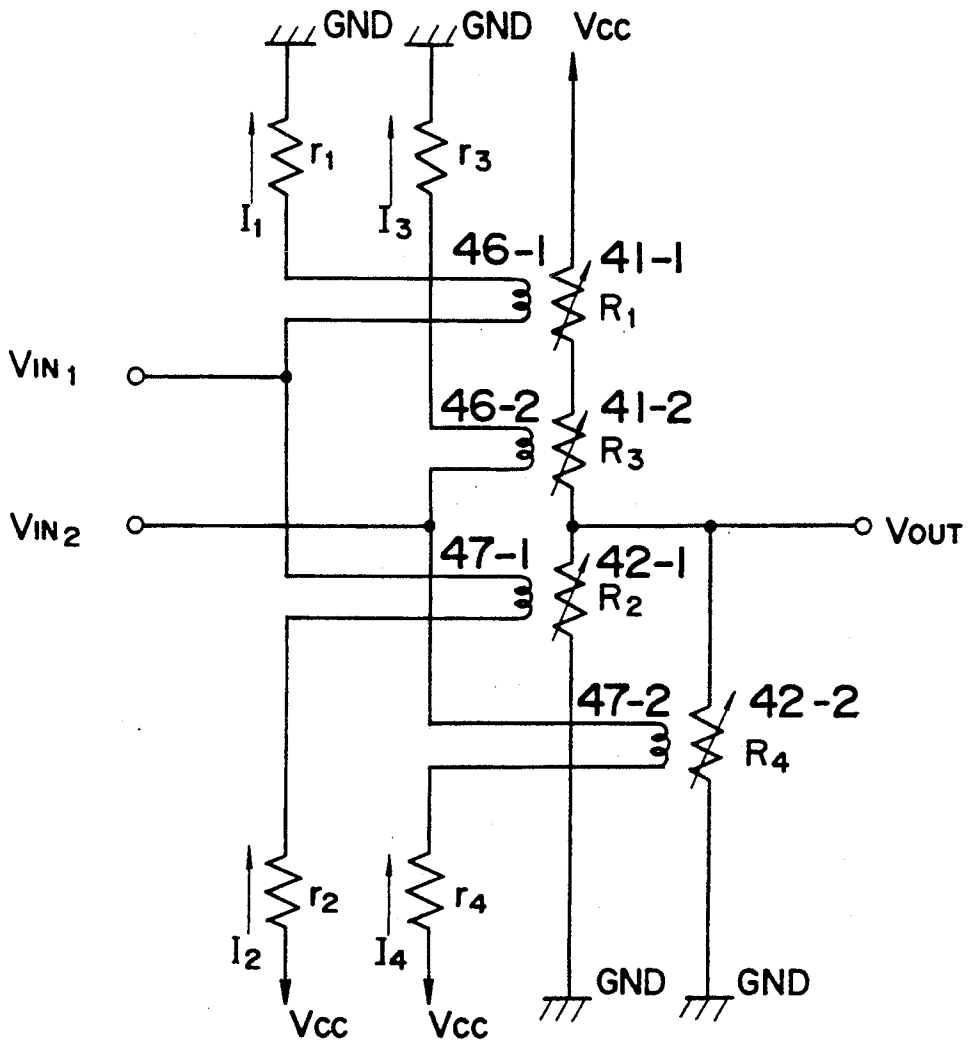 GND GND VCC
r1 r3
I1 I3
46-1 41-1
R1
VIN1
46-2 41-2
R3
VIN2 VOUT
47-1 42-1
R2
47-2 42-2
R4
r2 r4
I2 I4
GND GND
VCC VCC